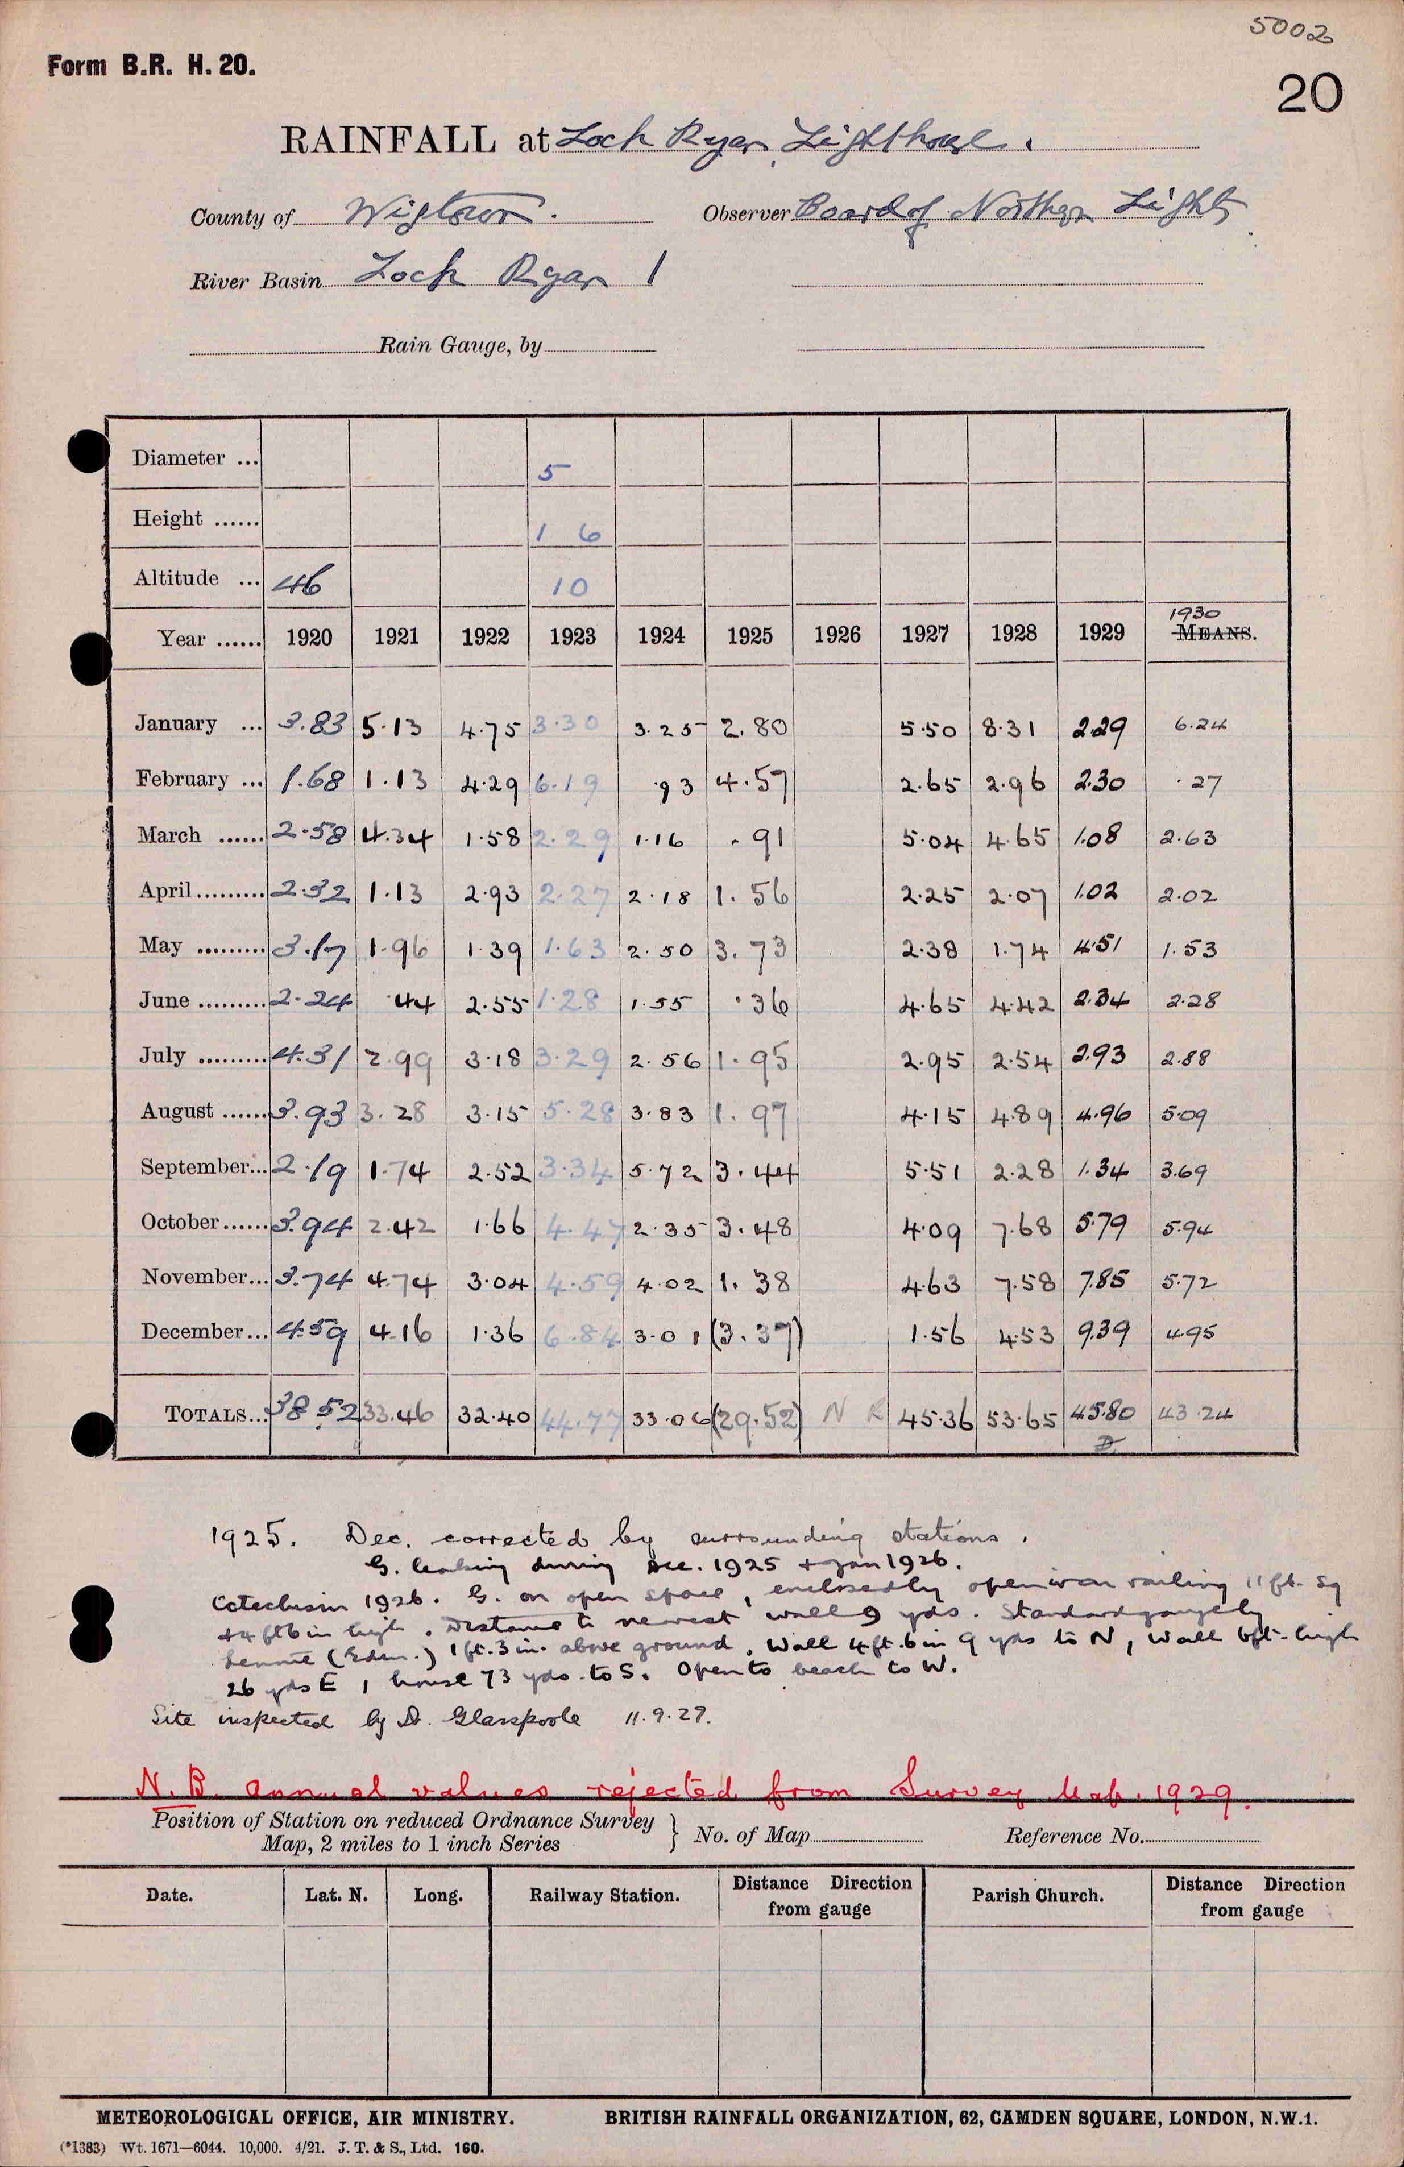 5002
Form B.R. H. 20.
20
RAINFALL at Loch Ryan Lighthouse.
County of Wigtown. Observer Board of Northern Lights
River Basin Loch Ryan 1
Rain Gauge, by
Diameter ... 5
Height ...... 1 6
Altitude ... 46 10
1930
Year ...... 1920 1921 1922 1923 1924 1925 1926 1927 1928 1929 MEANS.
January ... 3.83 5.13 4.75 3.30 3.25 2.80 5.50 8.31 2.29 6.24
February ... 1.68 1.13 4.29 6.19 .93 4.57 2.65 2.96 2.30 .27
March ...... 2.58 4.34 1.58 2.29 1.16 .91 5.04 4.65 1.08 2.63
April ......... 2.32 1.13 2.93 2.27 2.18 1.56 2.25 2.07 1.02 2.02
May ......... 3.17 1.96 1.39 1.63 2.50 3.73 2.38 1.74 4.51 1.53
June ......... 2.24 .44 2.55 1.28 1.55 .36 4.65 4.42 2.34 2.28
July ......... 4.31 2.99 3.18 3.29 2.56 1.95 2.95 2.54 2.93 2.88
August ...... 3.93 3.28 3.15 5.28 3.83 1.97 4.15 4.89 4.96 5.09
September... 2.19 1.74 2.52 3.34 5.72 3.44 5.51 2.28 1.34 3.69
October...... 3.94 2.42 1.66 4.47 2.35 3.48 4.09 7.68 5.79 5.94
November... 3.74 4.74 3.04 4.59 4.02 1.38 4.63 7.58 7.85 5.72
December... 4.59 4.16 1.36 6.84 3.01 (3.37) 1.56 4.53 9.39 4.95
TOTALS... 38.52 33.46 32.40 44.77 33.06 (29.52) N R 45.36 53.65 45.80 43.24
1925. Dec. corrected by surrounding stations.
G. leaking during Dec. 1925 + Jan 1926.
Catechism 1926. G. on open space, enclosed by open iron railing 11 ft. sq
+ 4 ft 6 in high. Distance to nearest wall 9 yds. Standard gauge by
Lennie (Edin.) 1 ft. 3 in. above ground. Wall 4 ft. 6 in 9 yds to N, wall 6ft. high
26 yds E, house 73 yds. to S. Open to beach to W.
Site inspected by D. Glasspoole 11.9.27.
N.B. Annual values rejected from Survey Map. 1929.
Position of Station on reduced Ordnance Survey
Map, 2 miles to 1 inch Series } No. of Map Reference No.
Date. Lat. N. Long. Railway Station. Distance Direction from gauge Parish Church. Distance Direction from gauge
METEOROLOGICAL OFFICE, AIR MINISTRY. BRITISH RAINFALL ORGANIZATION, 62, CAMDEN SQUARE, LONDON, N.W.1.
(*1383) Wt. 1671—6044. 10,000. 4/21. J. T. & S., Ltd. 160.